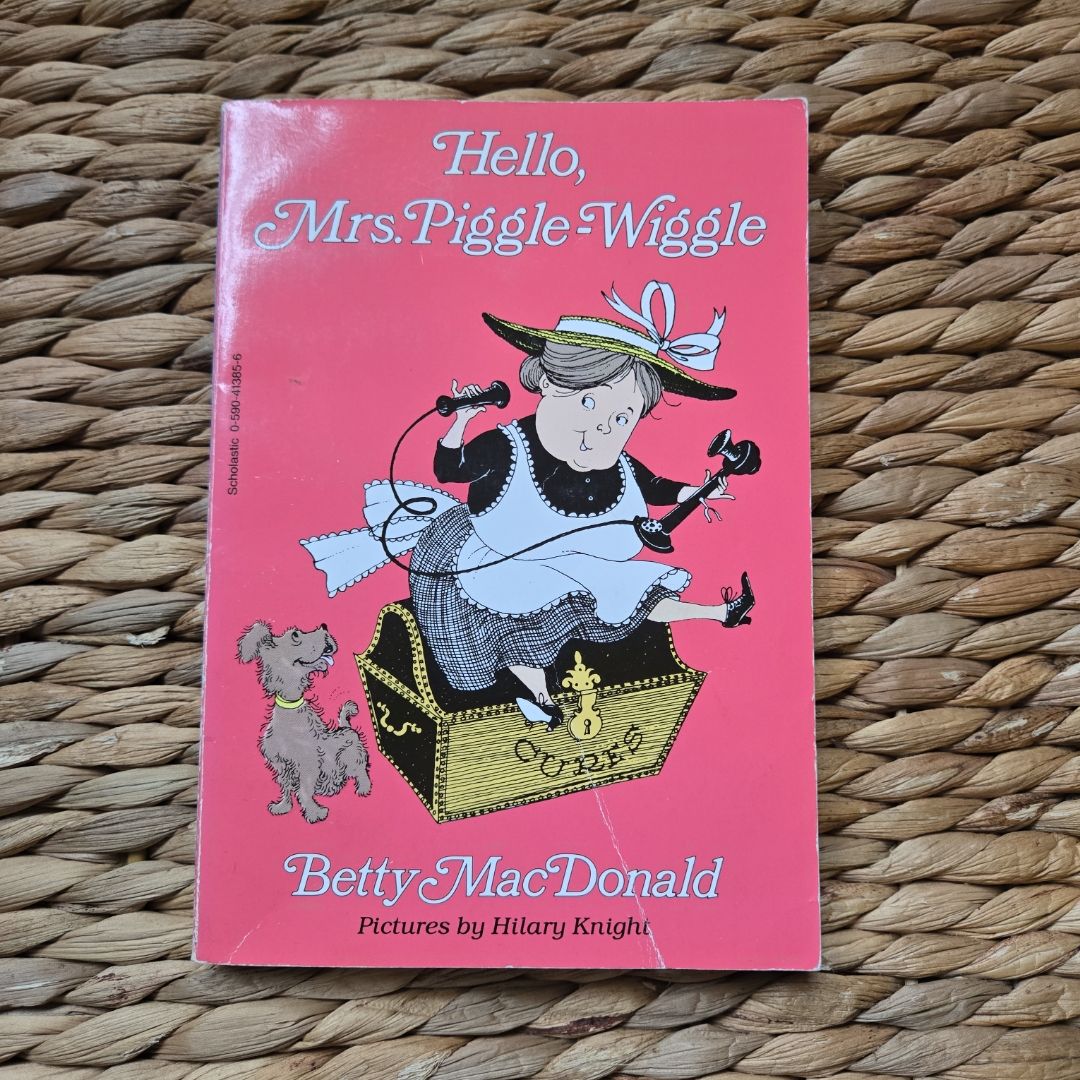 Hello,
Mrs. Piggle-Wiggle
Scholastic 0-590-41385-6
CURES
Betty MacDonald
Pictures by Hilary Knight